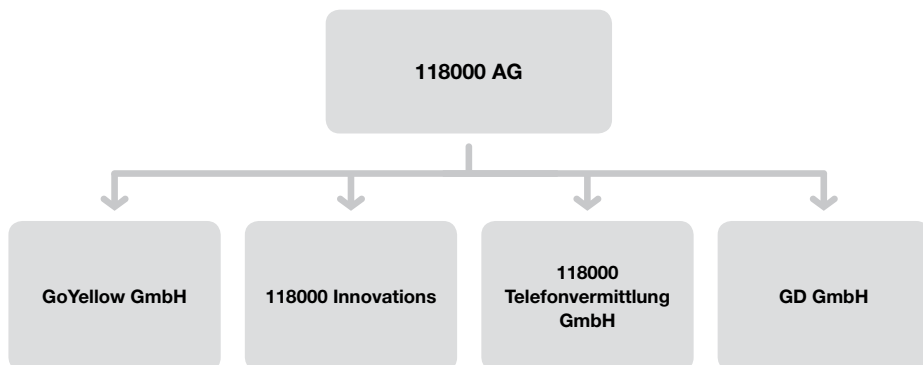 118000 AG
GoYellow GmbH
118000 Innovations
118000
Telefonvermittlung
GmbH
GD GmbH